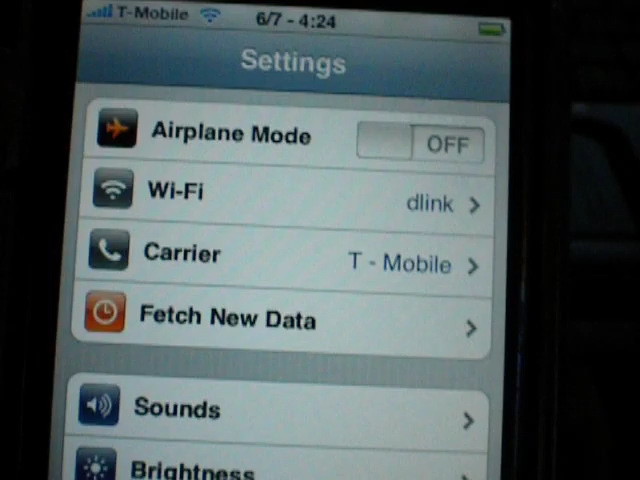 T-Mobile 6/7 - 4:24
Settings
Airplane Mode OFF
Wi-Fi dlink
Carrier T - Mobile
Fetch New Data
Sounds
Brightness